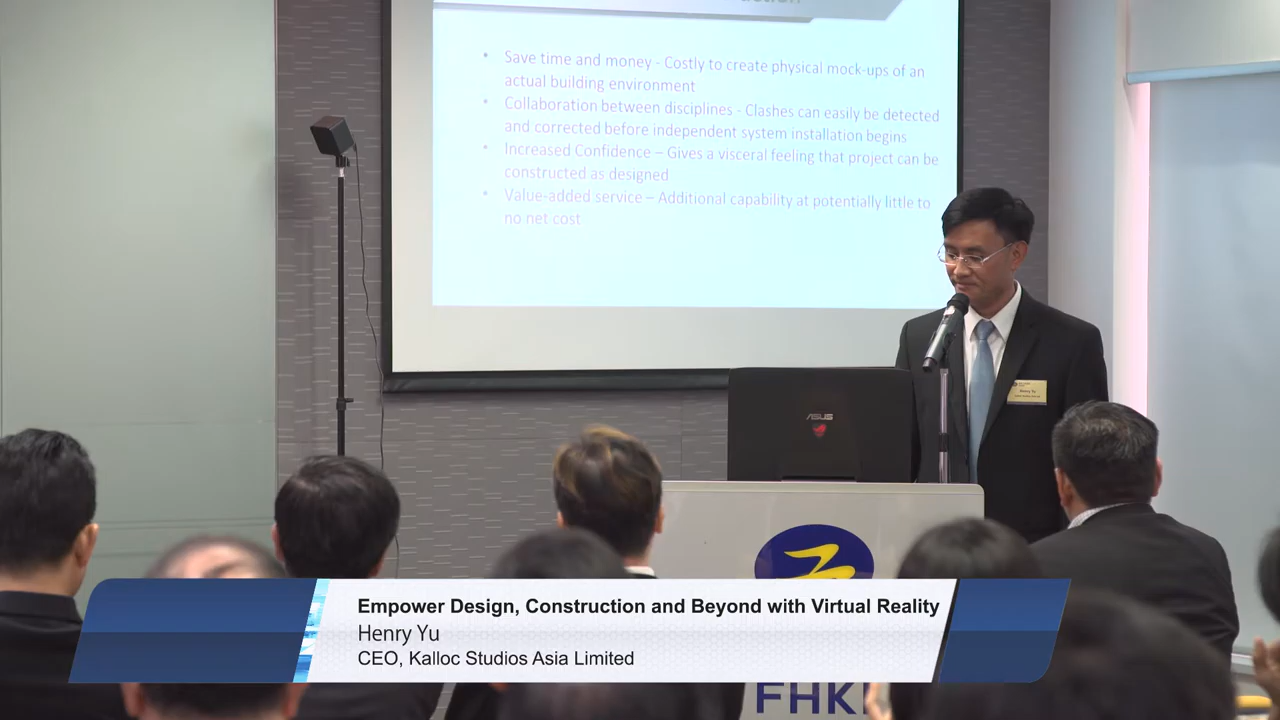 • Save time and money - Costly to create physical mock-ups of an
actual building environment
• Collaboration between disciplines - Clashes can easily be detected
and corrected before independent system installation begins
• Increased Confidence – Gives a visceral feeling that project can be
constructed as designed
• Value-added service – Additional capability at potentially little to
no net cost
ASUS
Henry Yu
Empower Design, Construction and Beyond with Virtual Reality
Henry Yu
CEO, Kalloc Studios Asia Limited
FHKI